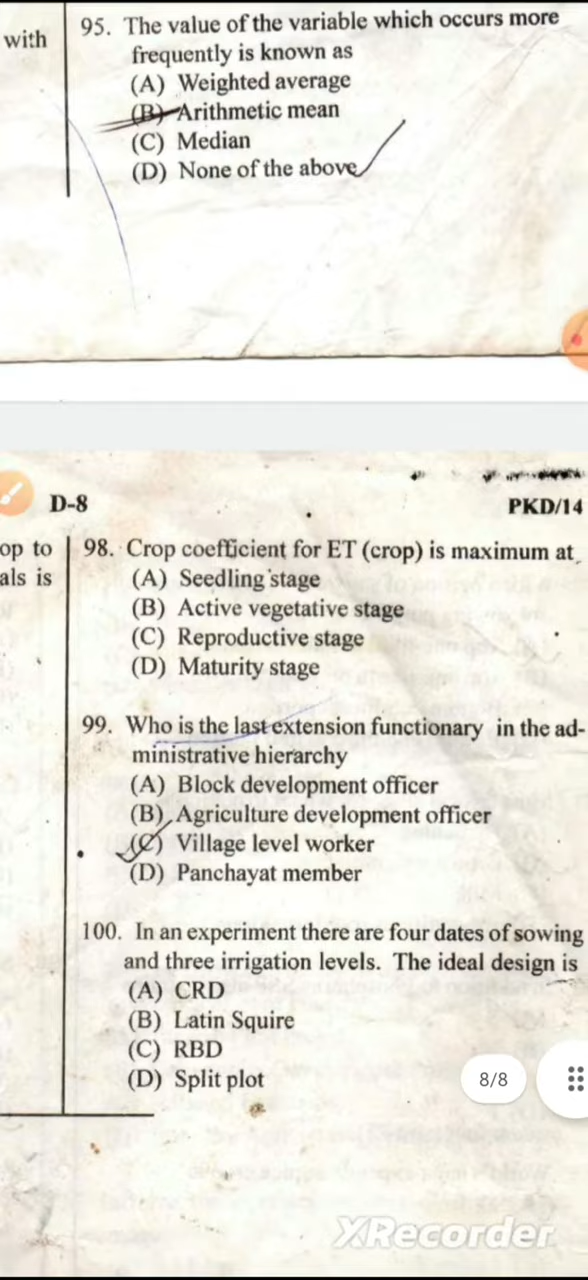 with
95. The value of the variable which occurs more
frequently is known as
(A) Weighted average
(B) Arithmetic mean
(C) Median
(D) None of the above
D-8
PKD/14
op to
als is
98. Crop coefficient for ET (crop) is maximum at
(A) Seedling stage
(B) Active vegetative stage
(C) Reproductive stage
(D) Maturity stage
99. Who is the last extension functionary in the ad-
ministrative hierarchy
(A) Block development officer
(B) Agriculture development officer
(C) Village level worker
(D) Panchayat member
100. In an experiment there are four dates of sowing
and three irrigation levels. The ideal design is
(A) CRD
(B) Latin Squire
(C) RBD
(D) Split plot
8/8
XRecorder